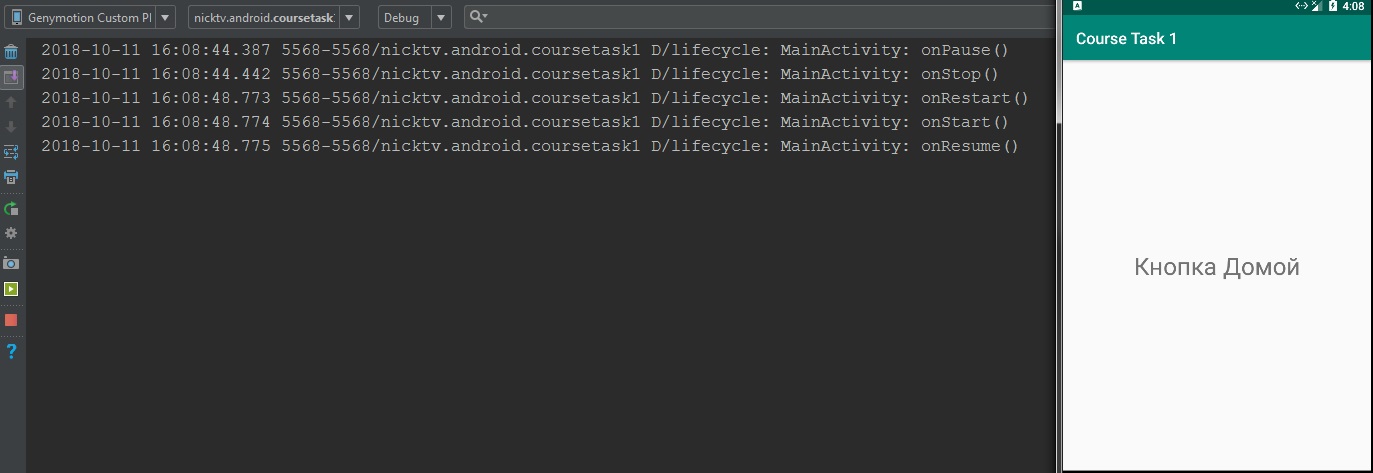 Genymotion Custom Pl
nicktv.android.coursetask
Debug
4:08
Course Task 1
2018-10-11 16:08:44.387 5568-5568/nicktv.android.coursetask1 D/lifecycle: MainActivity: onPause()
2018-10-11 16:08:44.442 5568-5568/nicktv.android.coursetask1 D/lifecycle: MainActivity: onStop()
2018-10-11 16:08:48.773 5568-5568/nicktv.android.coursetask1 D/lifecycle: MainActivity: onRestart()
2018-10-11 16:08:48.774 5568-5568/nicktv.android.coursetask1 D/lifecycle: MainActivity: onStart()
2018-10-11 16:08:48.775 5568-5568/nicktv.android.coursetask1 D/lifecycle: MainActivity: onResume()
Кнопка Домой